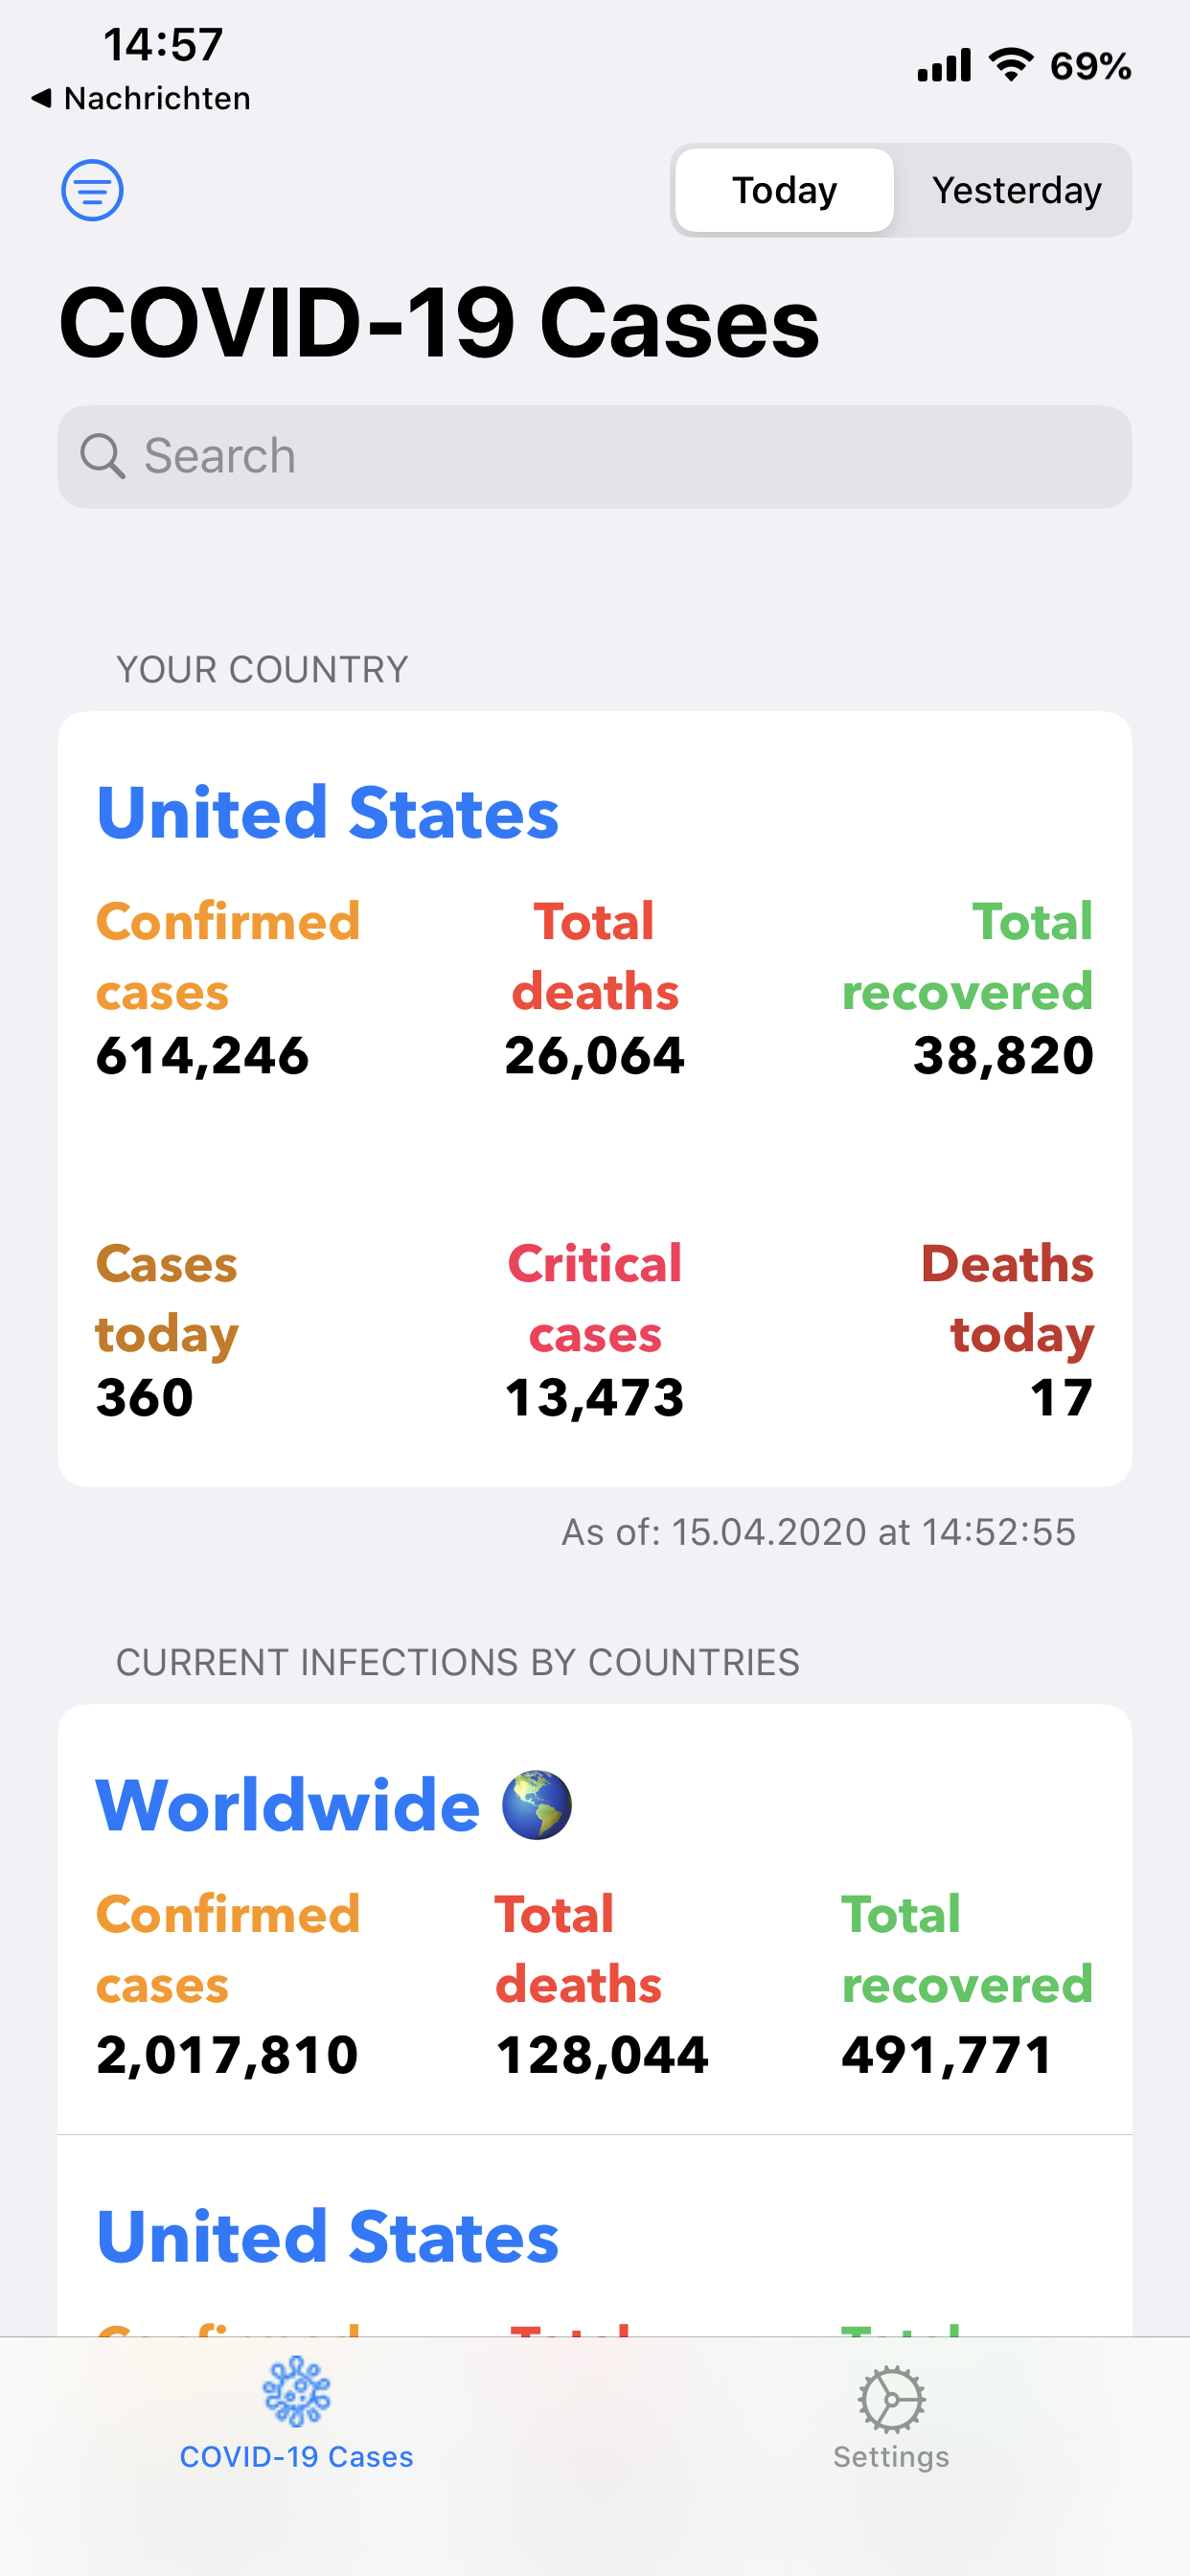 14:57
69%
◀ Nachrichten
Today Yesterday
COVID-19 Cases
Search
YOUR COUNTRY
United States
Confirmed Total Total
cases deaths recovered
614,246 26,064 38,820
Cases Critical Deaths
today cases today
360 13,473 17
As of: 15.04.2020 at 14:52:55
CURRENT INFECTIONS BY COUNTRIES
Worldwide
Confirmed Total Total
cases deaths recovered
2,017,810 128,044 491,771
United States
Confirmed Total Total
COVID-19 Cases Settings